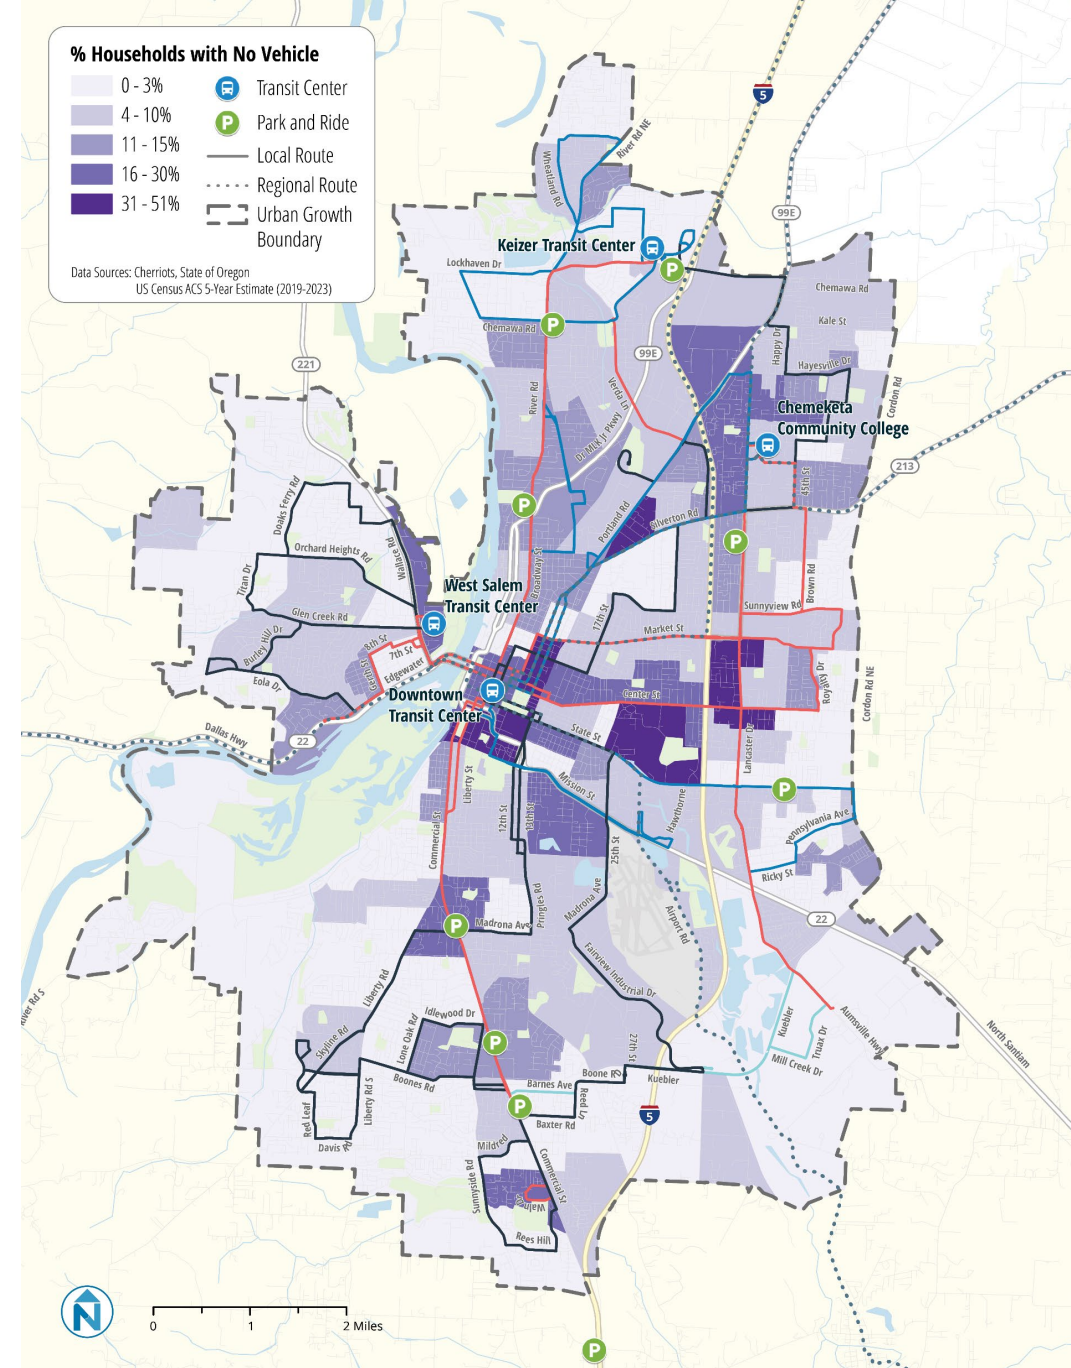 % Households with No Vehicle
0 - 3%
4 - 10%
11 - 15%
16 - 30%
31 - 51%
Transit Center
P
Park and Ride
Local Route
Regional Route
Urban Growth
Boundary
Data Sources: Cherriots, State of Oregon
US Census ACS 5-Year Estimate (2019-2023)
5
River Rd NE
Wheatland Rd
99E
Keizer Transit Center
P
Lockhaven Dr
Chemawa Rd
Kale St
Chemawa Rd
P
Happy Dr
99E
221
Hayesville Dr
Cordon Rd
River Rd
Verda Ln
Chemeketa
Community College
Dr MLK Jr Pkwy
213
45th St
Doaks Ferry Rd
P
Portland Rd
Silverton Rd
P
Orchard Heights Rd
Wallace Rd
Broadway St
Titan Dr
West Salem
Transit Center
Brown Rd
Sunnyview Rd
17th St
Glen Creek Rd
Market St
Burley Hill Dr
8th St
7th St
Gerth St
Edgewater
Eola Dr
Royalty Dr
Cordon Rd NE
Center St
Downtown
Transit Center
State St
Dallas Hwy
22
Lancaster Dr
Liberty St
Mission St
P
Hawthorne
12th St
13th St
Commercial St
Pennsylvania Ave
25th St
Ricky St
Pringles Rd
Madrona Ave
Airport Rd
22
P
Madrona Ave
Fairview Industrial Dr
Liberty Rd
River Rd S
Idlewood Dr
Kuebler
Truax Dr
Aumsville Hwy
North Santiam
Skyline Rd
Lone Oak Rd
P
27th St
Mill Creek Dr
Boones Rd
Barnes Ave
Boone Rd
Kuebler
Red Leaf
Liberty Rd S
P
Reed Ln
5
Baxter Rd
Davis Rd
Mildred
Sunnyside Rd
Commercial St
Waln
Rees Hill
N
0
1
2 Miles
P